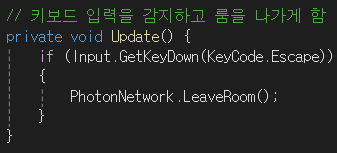 // 키보드 입력을 감지하고 룸을 나가게 함
private void Update() {
    if (Input.GetKeyDown(KeyCode.Escape))
    {
        PhotonNetwork.LeaveRoom();
    }
}